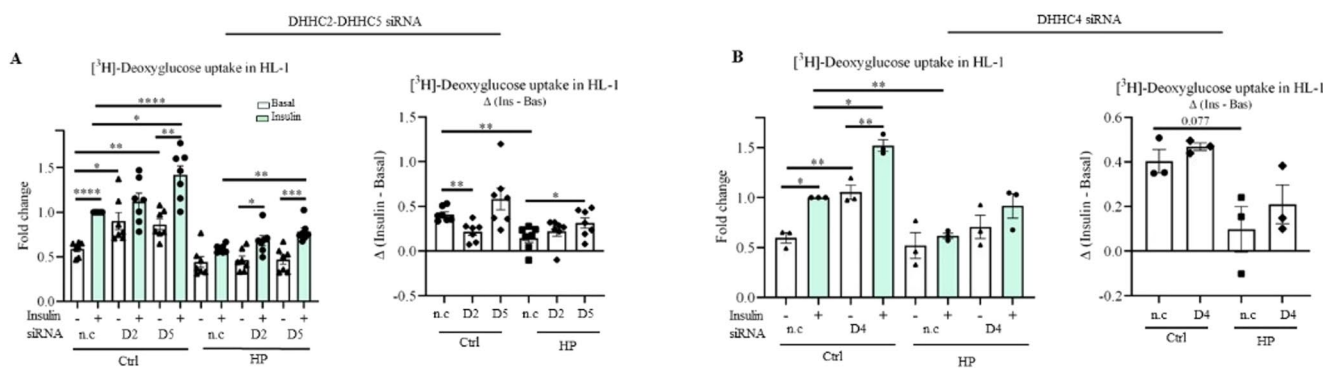 DHHC2-DHHC5 siRNA
A
[³H]-Deoxyglucose uptake in HL-1
Basal
Insulin
****
*
**
**
*
****
**
*
***
Fold change
1.5
1.0
0.5
0.0
Insulin - + - + - + - + - + - +
siRNA n.c D2 D5 n.c D2 D5
Ctrl HP
[³H]-Deoxyglucose uptake in HL-1
Δ (Ins - Bas)
**
**
*
Δ (Insulin - Basal)
1.5
1.0
0.5
0.0
-0.5
n.c D2 D5 n.c D2 D5
Ctrl HP
DHHC4 siRNA
B
[³H]-Deoxyglucose uptake in HL-1
**
*
**
**
*
Fold change
2.0
1.5
1.0
0.5
0.0
Insulin - + - + - + - +
siRNA n.c D4 n.c D4
Ctrl HP
[³H]-Deoxyglucose uptake in HL-1
Δ (Ins - Bas)
0.077
Δ (Insulin - Basal)
0.6
0.4
0.2
0.0
-0.2
n.c D4 n.c D4
Ctrl HP